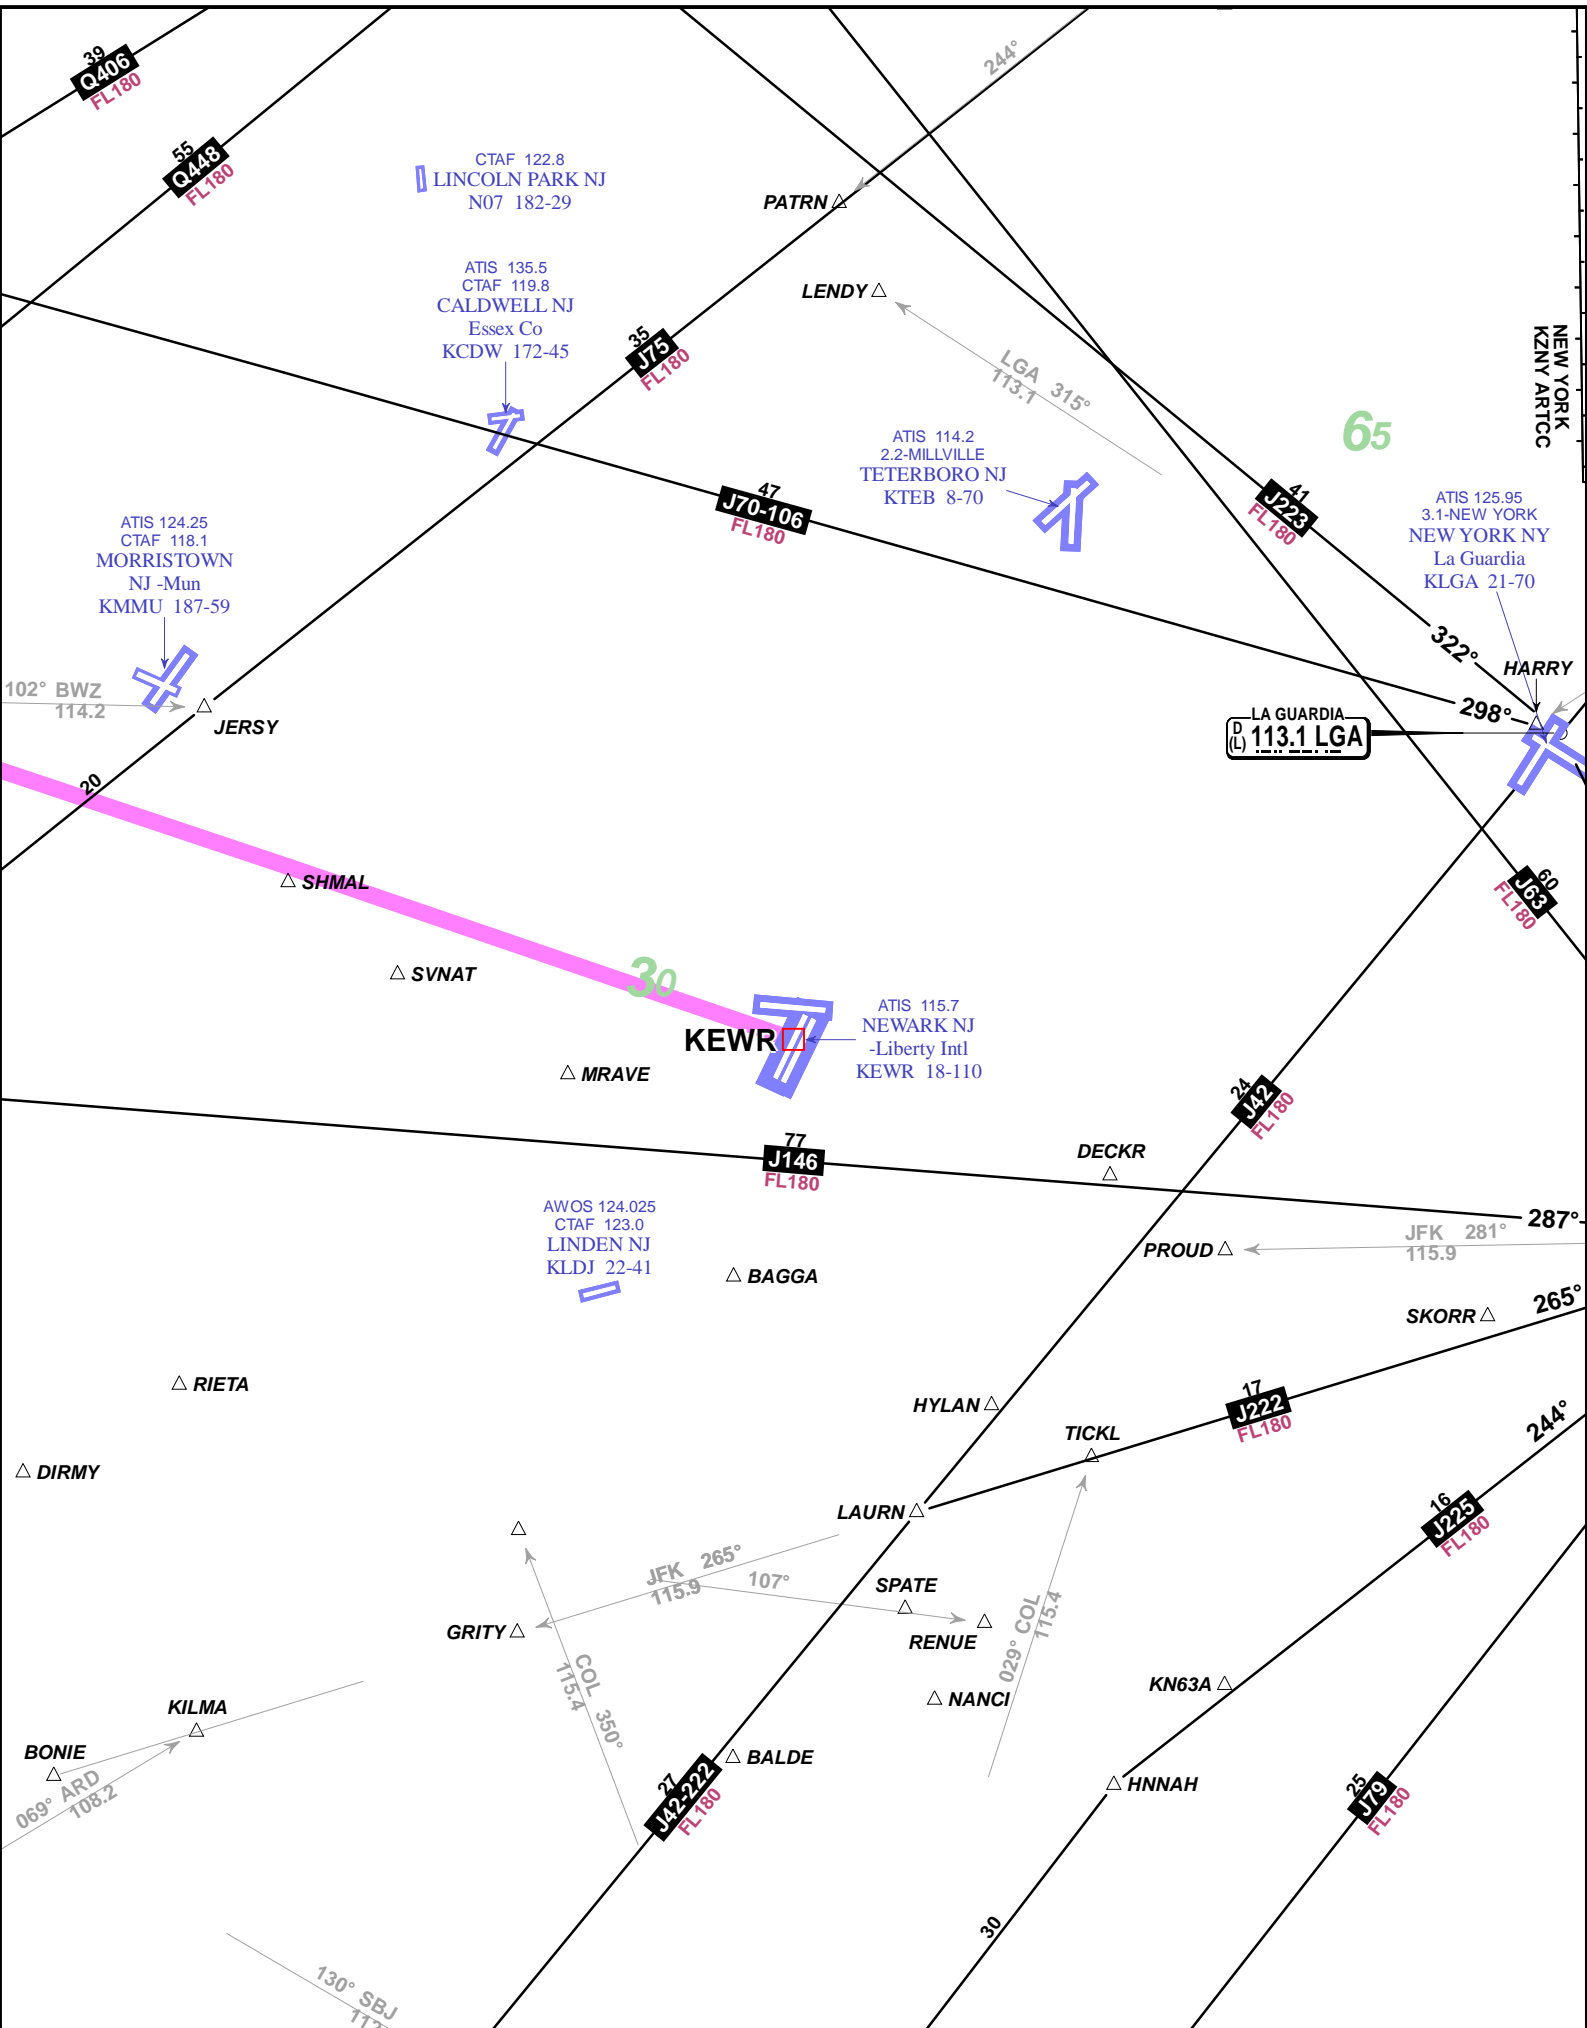 39
Q406
FL180
55
Q448
FL180
CTAF 122.8
LINCOLN PARK NJ
N07 182-29
244°
PATRN
LENDY
ATIS 135.5
CTAF 119.8
CALDWELL NJ
Essex Co
KCDW 172-45
35
J75
FL180
LGA 315°
113.1
NEW YORK
KZNY ARTCC
65
ATIS 114.2
2.2-MILLVILLE
TETERBORO NJ
KTEB 8-70
47
J70-106
FL180
41
J223
FL180
ATIS 125.95
3.1-NEW YORK
NEW YORK NY
La Guardia
KLGA 21-70
ATIS 124.25
CTAF 118.1
MORRISTOWN
NJ -Mun
KMMU 187-59
322°
HARRY
298°
LA GUARDIA
D
(L) 113.1 LGA
102° BWZ
114.2
JERSY
20
60
J63
FL180
SHMAL
SVNAT
30
KEWR
ATIS 115.7
NEWARK NJ
-Liberty Intl
KEWR 18-110
MRAVE
24
J42
FL180
77
J146
FL180
DECKR
287°
AWOS 124.025
CTAF 123.0
LINDEN NJ
KLDJ 22-41
PROUD
JFK 281°
115.9
BAGGA
SKORR
265°
RIETA
17
J222
FL180
HYLAN
TICKL
244°
DIRMY
LAURN
16
J225
FL180
JFK 265°
115.9
107°
SPATE
RENUE
029° COL
115.4
GRITY
COL 350°
115.4
NANCI
KN63A
KILMA
BONIE
069° ARD
108.2
BALDE
27
J42-222
FL180
HNNAH
25
J79
FL180
30
130° SBJ